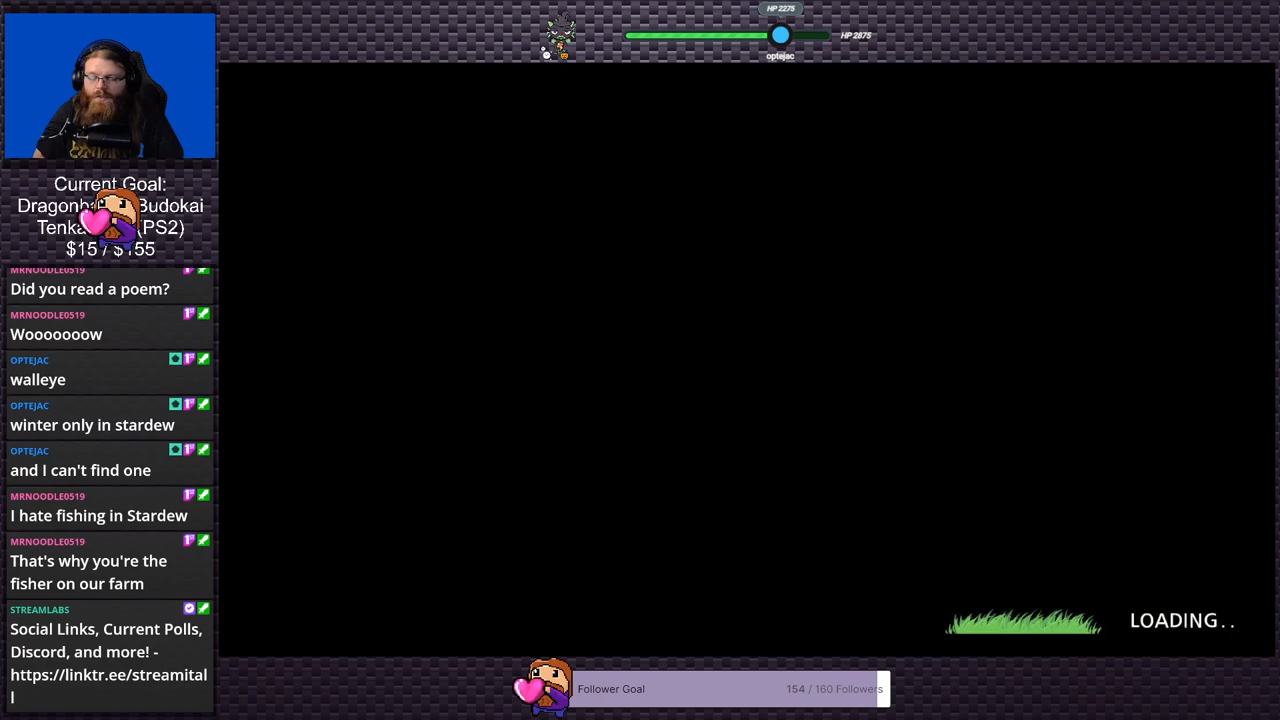 HP 2275
HP 2875
optejac
Current Goal:
Budokai
(PS2)
$15 / $155
MRNOODLE0519
Did you read a poem?
MRNOODLE0519
Wooooooow
OPTEJAC
walleye
OPTEJAC
winter only in stardew
OPTEJAC
and I can't find one
MRNOODLE0519
I hate fishing in Stardew
MRNOODLE0519
That's why you're the
fisher on our farm
STREAMLABS
Social Links, Current Polls,
Discord, and more! -
https://linktr.ee/streamital
l
LOADING..
Follower Goal
154 / 160 Followers